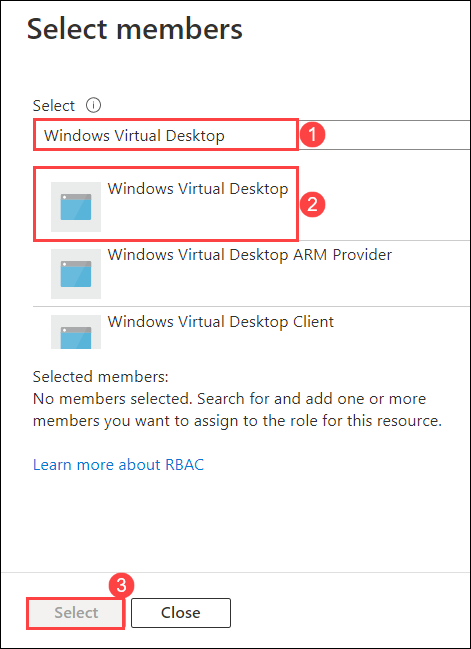 Select members
Select
Windows Virtual Desktop
1
Windows Virtual Desktop
2
Windows Virtual Desktop ARM Provider
Windows Virtual Desktop Client
Selected members:
No members selected. Search for and add one or more
members you want to assign to the role for this resource.
Learn more about RBAC
3
Select
Close